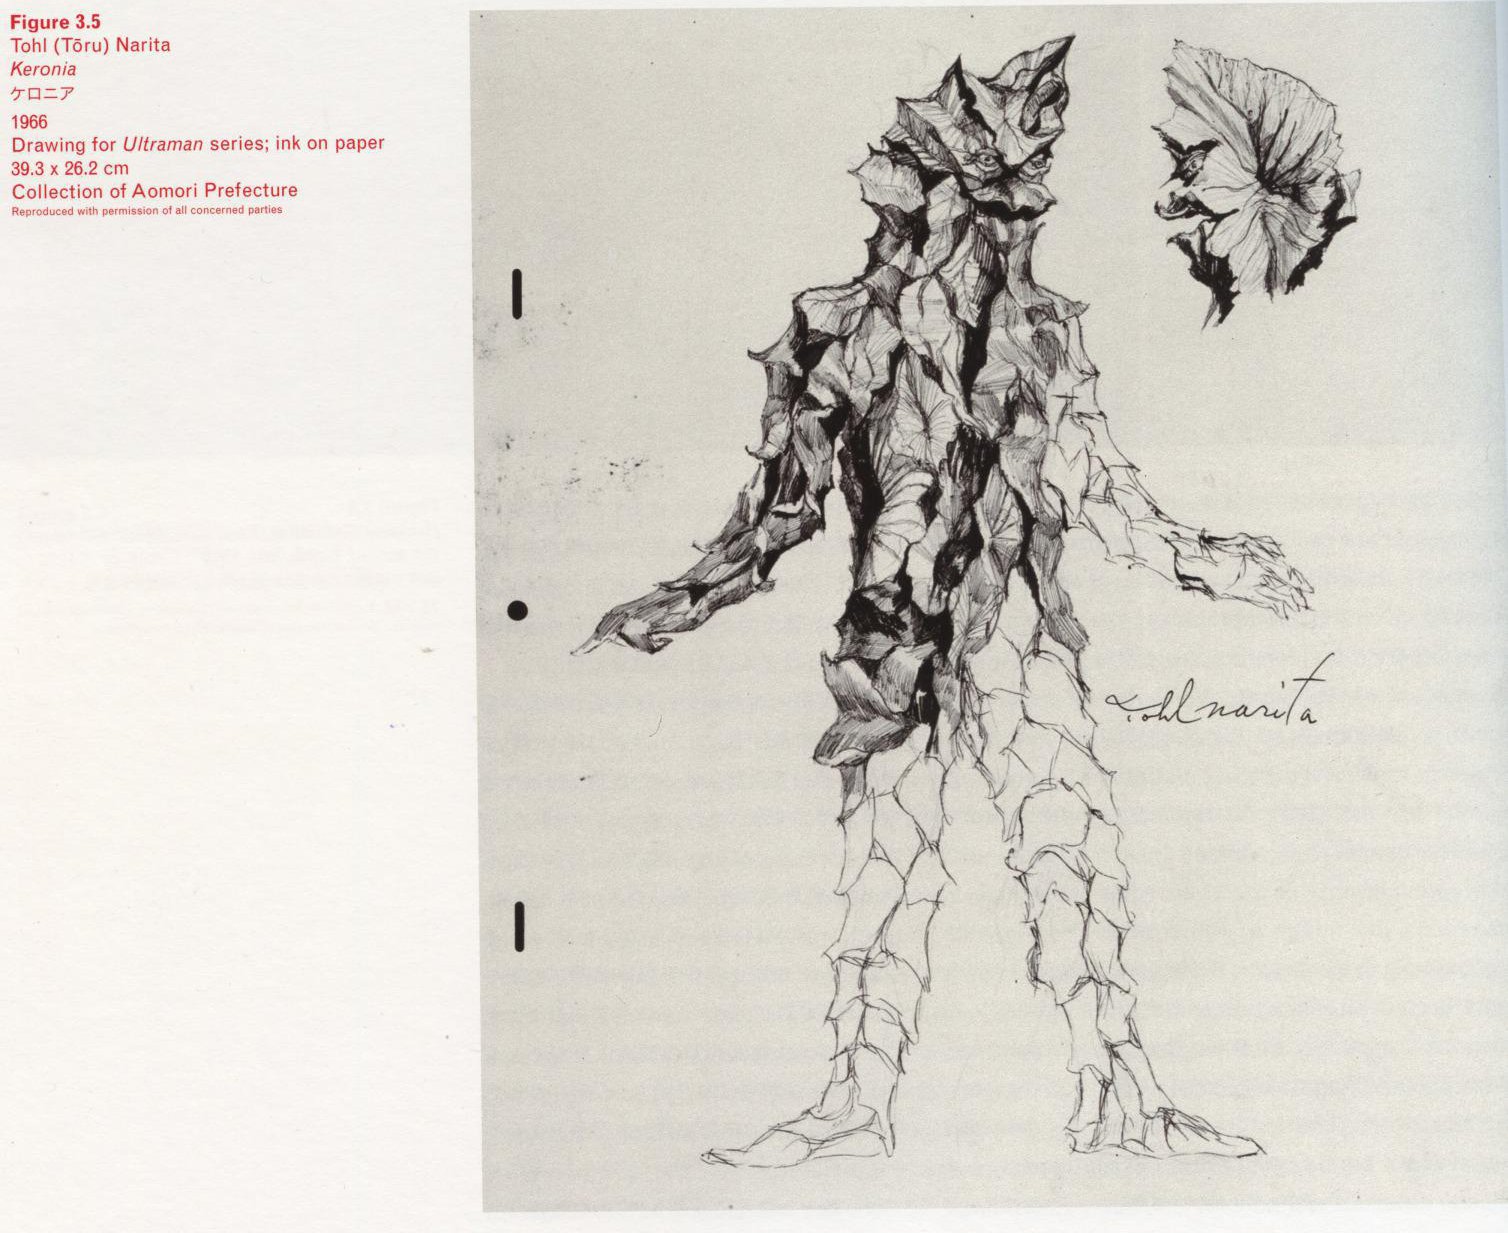 Figure 3.5
Tohl (Tōru) Narita
Keronia
ケロニア
1966
Drawing for Ultraman series; ink on paper
39.3 x 26.2 cm
Collection of Aomori Prefecture
Reproduced with permission of all concerned parties
Tohl narita